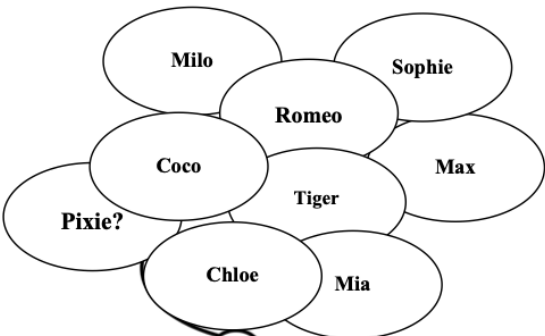 Milo
Sophie
Romeo
Coco
Max
Tiger
Pixie?
Chloe
Mia